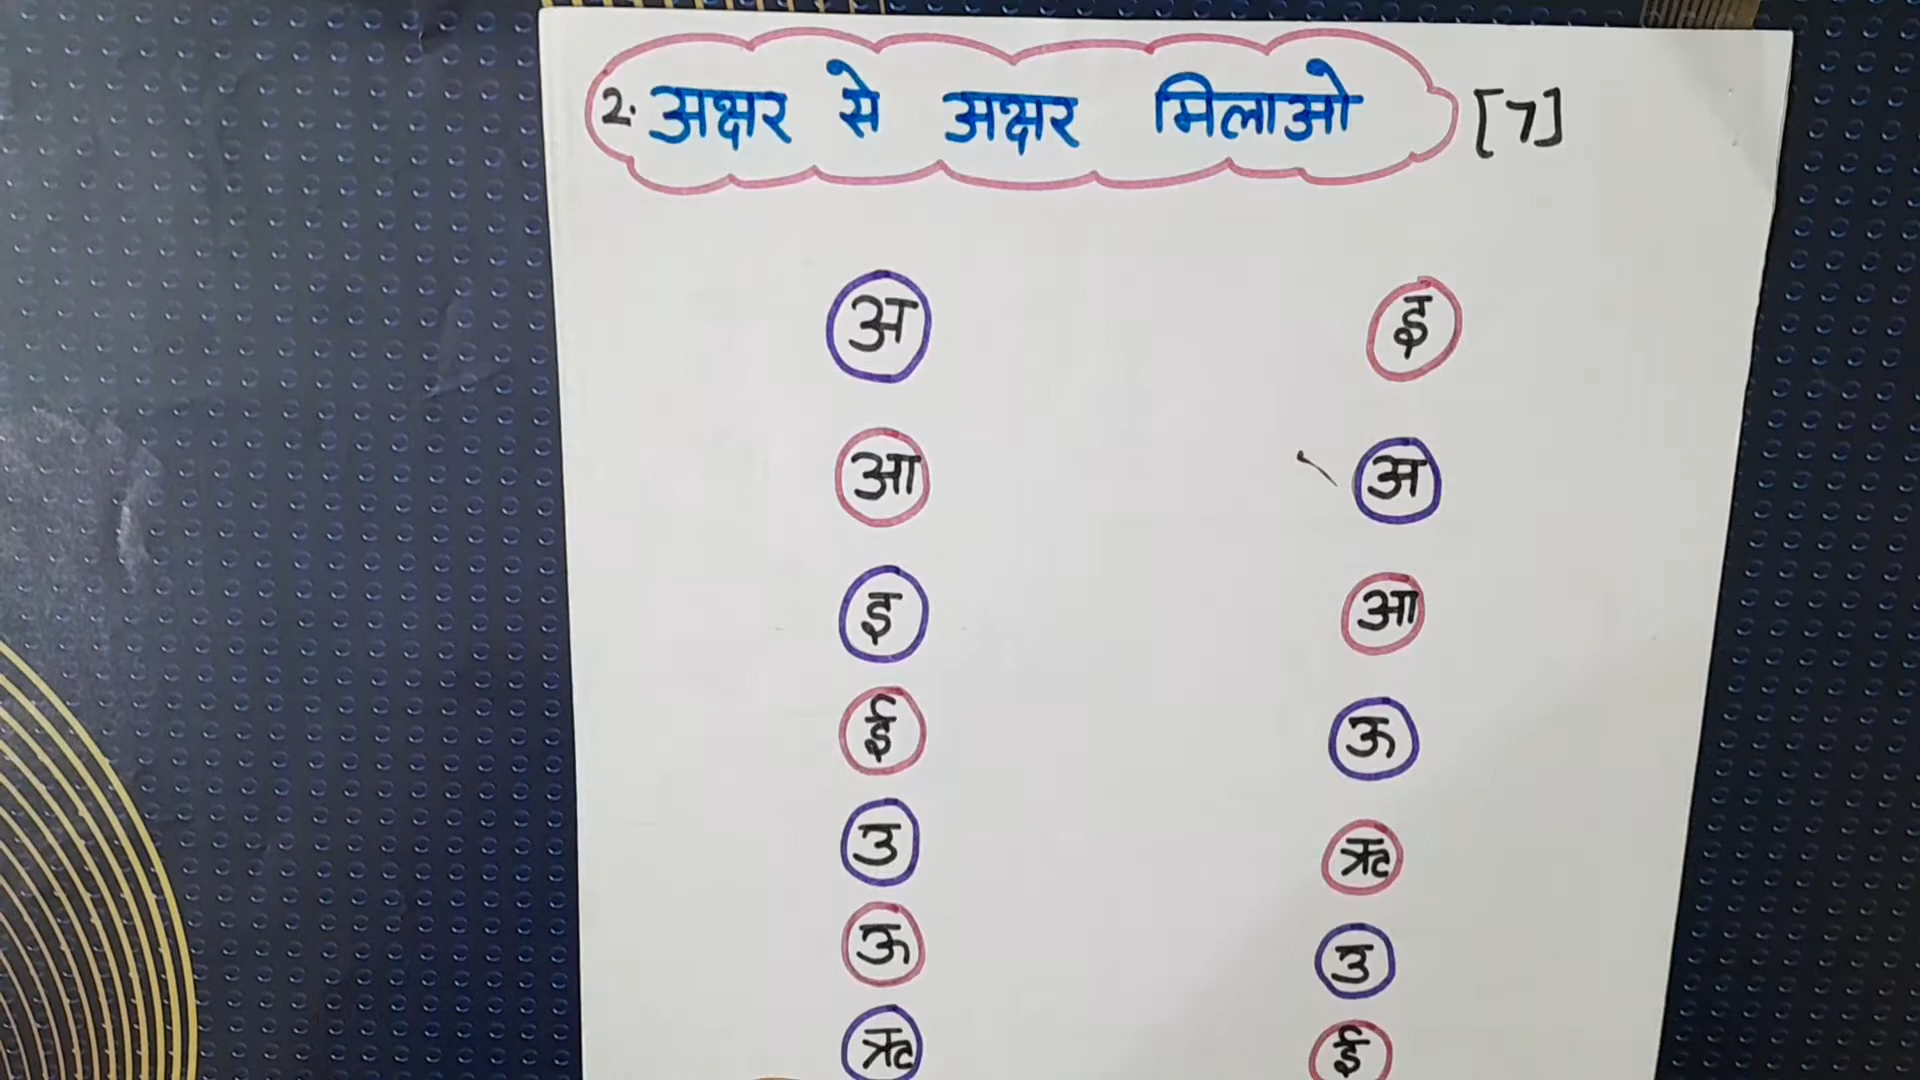 2. अक्षर से अक्षर मिलाओ [7]
अ इ
आ अ
इ आ
ई ऊ
उ ऋ
ऊ उ
ऋ ई